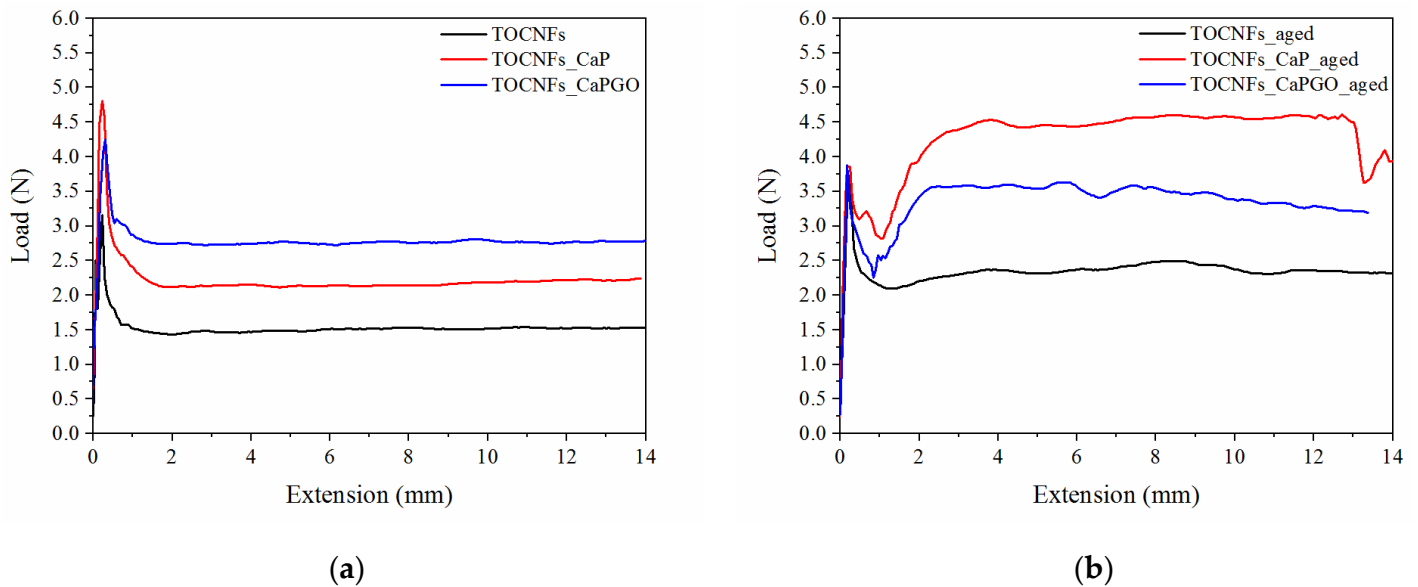 6.0
5.5
5.0
4.5
4.0
3.5
3.0
2.5
2.0
1.5
1.0
0.5
0.0
Load (N)
0 2 4 6 8 10 12 14
Extension (mm)
TOCNFs
TOCNFs_CaP
TOCNFs_CaPGO
(a)
6.0
5.5
5.0
4.5
4.0
3.5
3.0
2.5
2.0
1.5
1.0
0.5
0.0
Load (N)
0 2 4 6 8 10 12 14
Extension (mm)
TOCNFs_aged
TOCNFs_CaP_aged
TOCNFs_CaPGO_aged
(b)